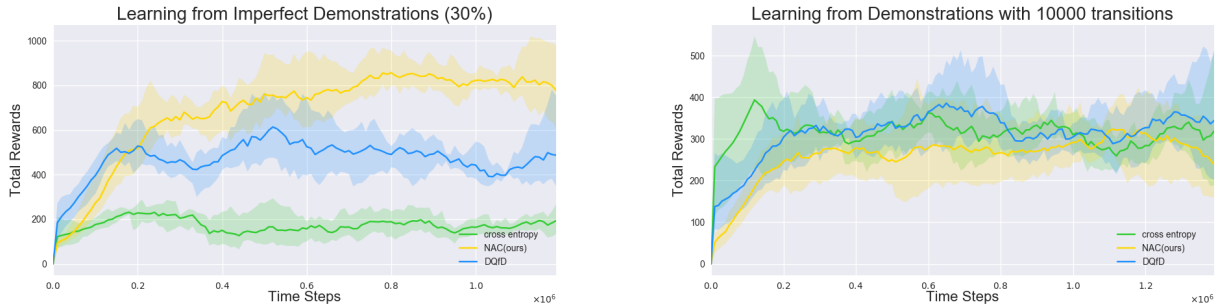 Learning from Imperfect Demonstrations (30%)
Total Rewards
1000
800
600
400
200
0
cross entropy
NAC(ours)
DQfD
0.0 0.2 0.4 0.6 0.8 1.0
Time Steps
×10⁶
Learning from Demonstrations with 10000 transitions
Total Rewards
500
400
300
200
100
0
cross entropy
NAC(ours)
DQfD
0.0 0.2 0.4 0.6 0.8 1.0 1.2
Time Steps
×10⁶